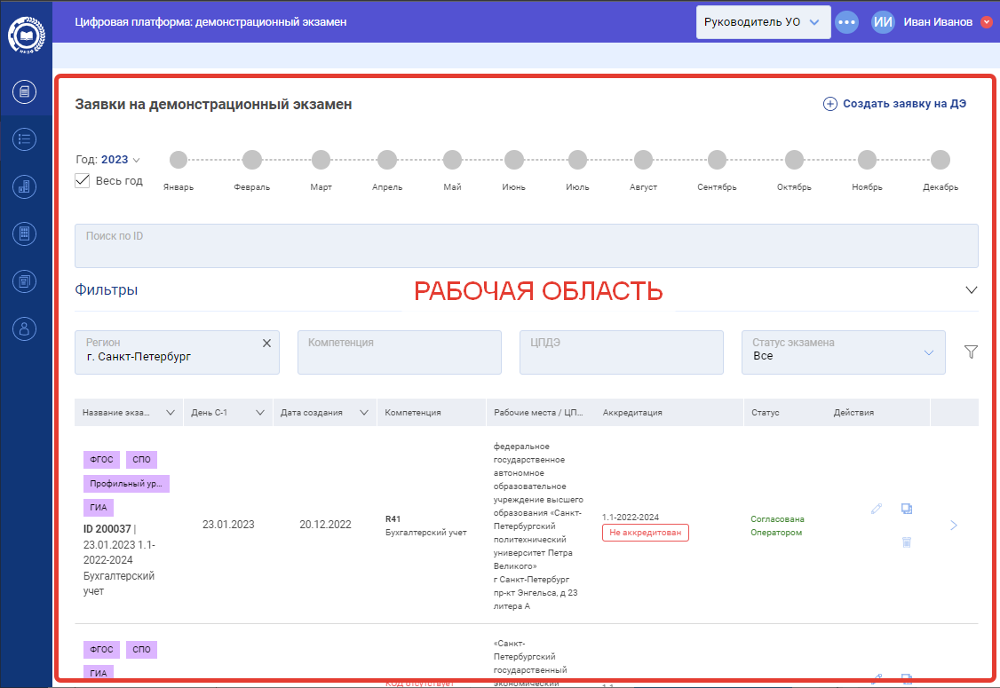 Цифровая платформа: демонстрационный экзамен
Руководитель УО
ИИ
Иван Иванов
Заявки на демонстрационный экзамен
Создать заявку на ДЭ
Год: 2023
Весь год
Январь Февраль Март Апрель Май Июнь Июль Август Сентябрь Октябрь Ноябрь Декабрь
Поиск по ID
Фильтры
РАБОЧАЯ ОБЛАСТЬ
Регион
г. Санкт-Петербург
Компетенция
ЦПДЭ
Статус экзамена
Все
Название экза... День С-1 Дата создания Компетенция Рабочие места / ЦП... Аккредитация Статус Действия
ФГОС СПО
Профильный ур...
ГИА
ID 200037 |
23.01.2023 1.1-
2022-2024
Бухгалтерский
учет
23.01.2023
20.12.2022
R41
Бухгалтерский учет
федеральное
государственное
автономное
образовательное
учреждение высшего
образования «Санкт-
Петербургский
политехнический
университет Петра
Великого»
г Санкт-Петербург
пр-кт Энгельса, д 23
литера А
1.1-2022-2024
Не аккредитован
Согласована
Оператором
ФГОС СПО
ГИА
Код отсутствует
«Санкт-
Петербургский
государственный
экономический